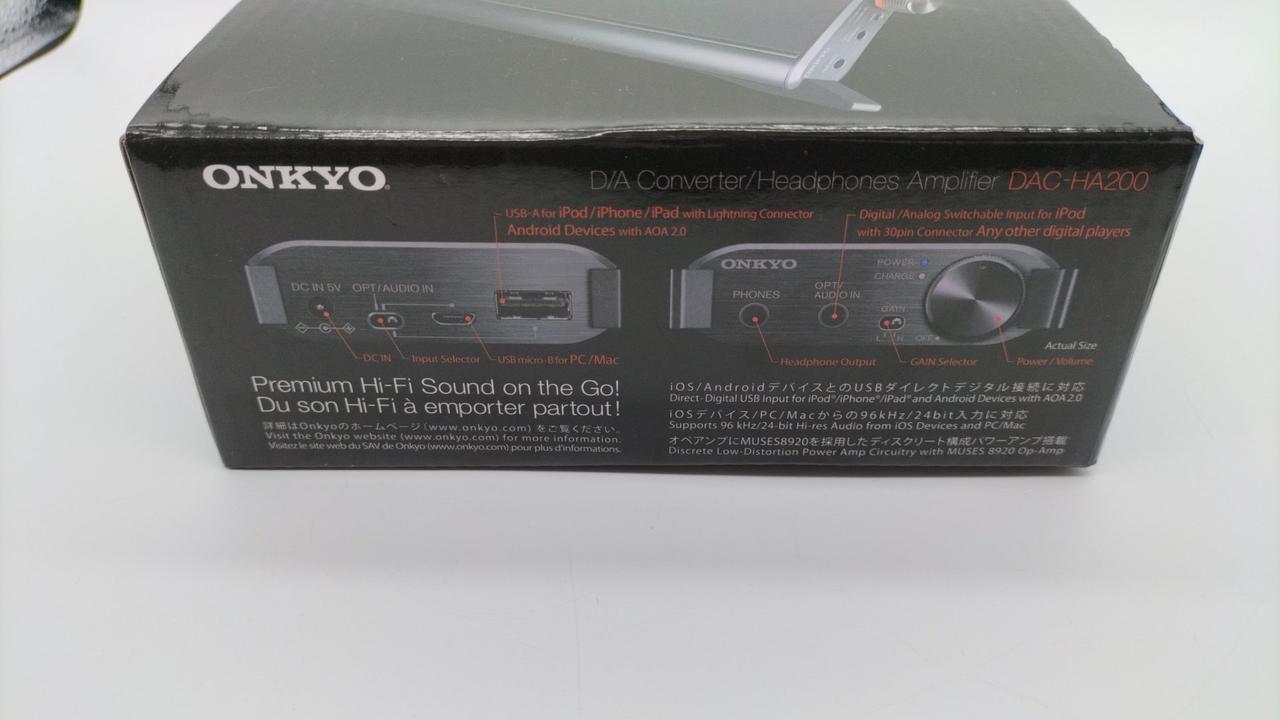 ONKYO
ONKYO
D/A Converter/Headphones Amplifier DAC-HA200
USB-A for iPod/iPhone/iPad with Lightning Connector
Android Devices with AOA 2.0
DC IN 5V
OPT/AUDIO IN
DC IN
Input Selector
USB micro-B for PC/Mac
Digital/Analog Switchable Input for iPod
with 30pin Connector Any other digital players
ONKYO
POWER
CHARGE
PHONES
OPT/
AUDIO IN
GAIN
L H
OFF
Actual Size
Headphone Output
GAIN Selector
Power/Volume
Premium Hi-Fi Sound on the Go!
Du son Hi-Fi à emporter partout!
詳細はOnkyoのホームページ(www.onkyo.com)をご覧ください。
Visit the Onkyo website (www.onkyo.com) for more information.
Visitez le site web du SAV de Onkyo (www.onkyo.com) pour plus d'informations.
iOS/AndroidデバイスとのUSBダイレクトデジタル接続に対応
Direct-Digital USB Input for iPod®/iPhone®/iPad® and Android Devices with AOA 2.0
iOSデバイス/PC/Macからの96kHz/24bit入力に対応
Supports 96 kHz/24-bit Hi-res Audio from iOS Devices and PC/Mac
オペアンプにMUSES8920を採用したディスクリート構成パワーアンプ搭載
Discrete Low-Distortion Power Amp Circuitry with MUSES 8920 Op-Amp